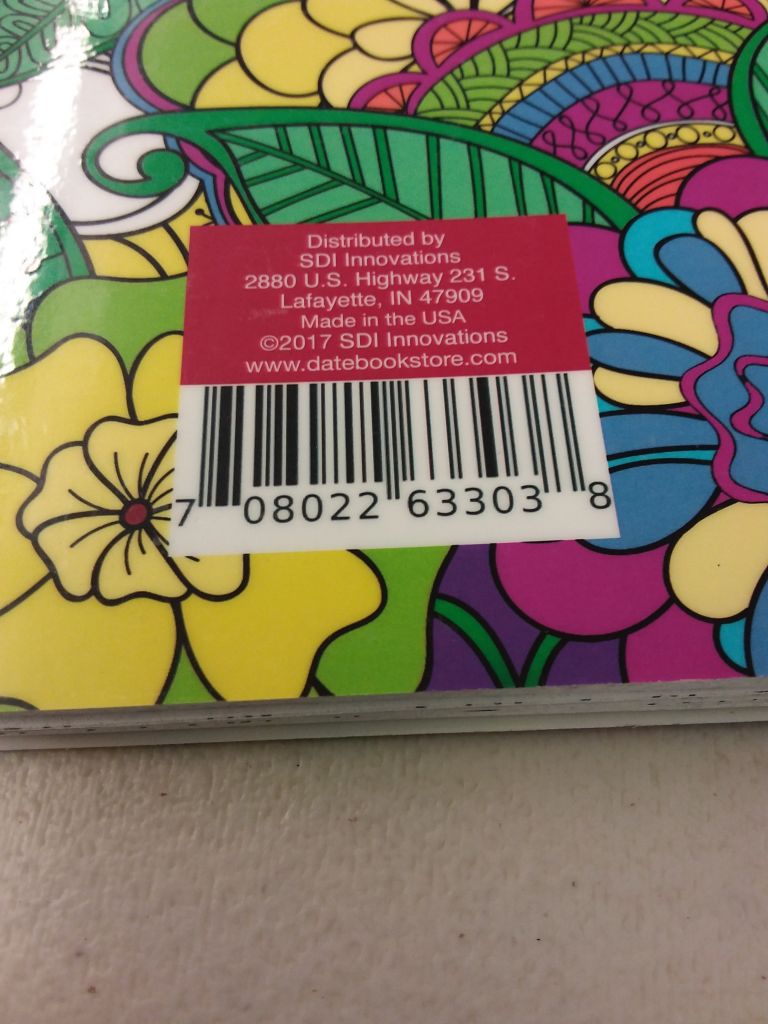 Distributed by
SDI Innovations
2880 U.S. Highway 231 S.
Lafayette, IN 47909
Made in the USA
©2017 SDI Innovations
www.datebookstore.com
7 08022 63303 8